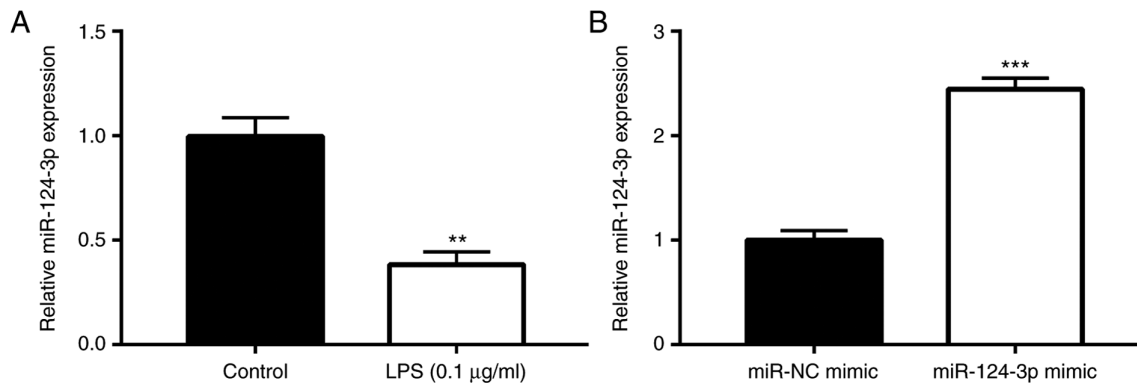 A
Relative miR-124-3p expression
1.5
1.0
0.5
0.0
**
Control
LPS (0.1 μg/ml)
B
Relative miR-124-3p expression
3
2
1
0
***
miR-NC mimic
miR-124-3p mimic